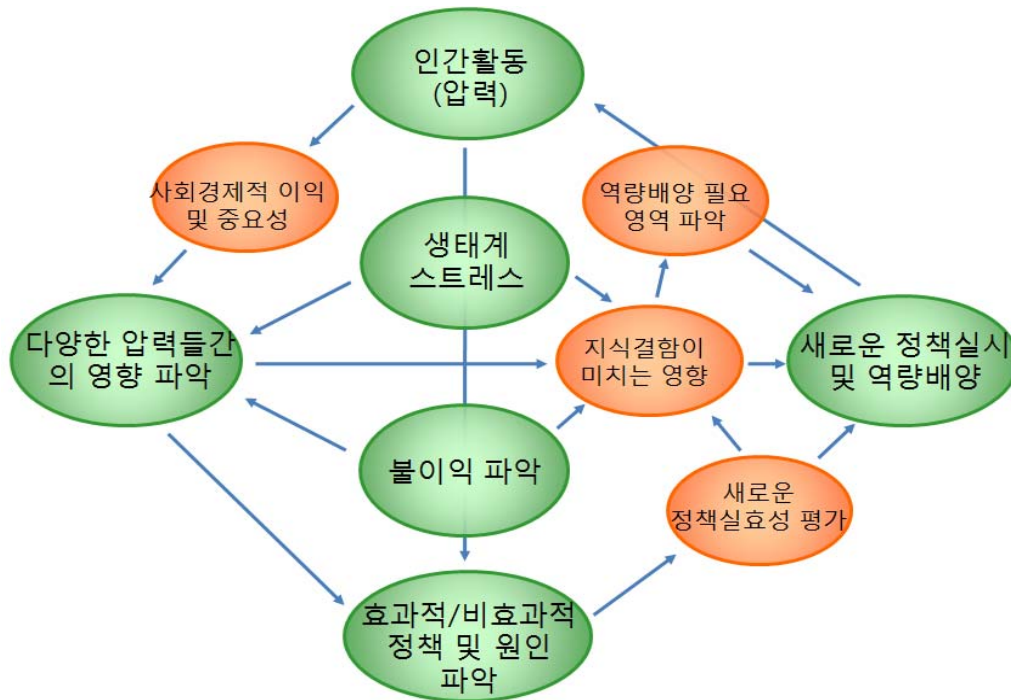 인간활동
(압력)
사회경제적 이익
및 중요성
역량배양 필요
영역 파악
생태계
스트레스
다양한 압력들간
의 영향 파악
지식결함이
미치는 영향
새로운 정책실시
및 역량배양
불이익 파악
새로운
정책실효성 평가
효과적/비효과적
정책 및 원인
파악